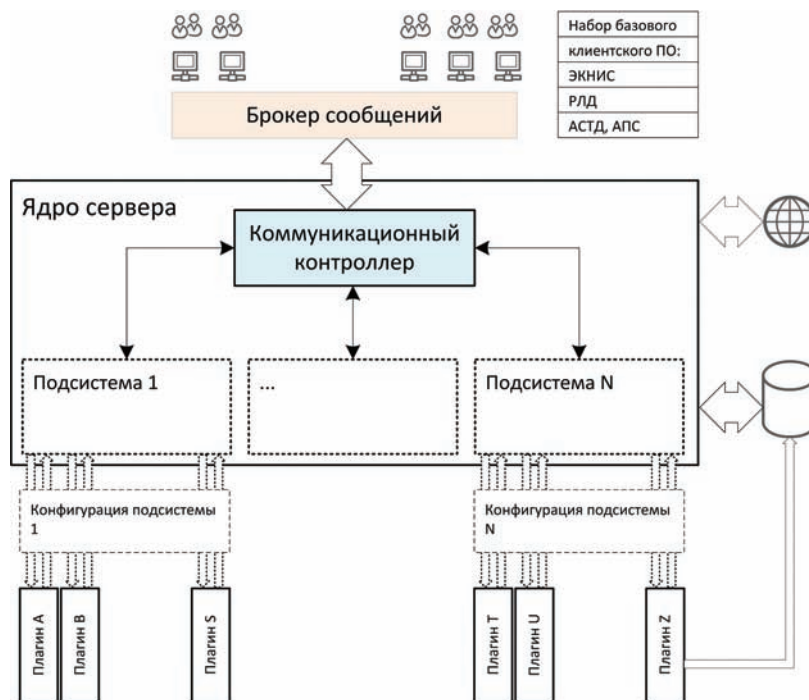 Набор базового
клиентского ПО:
ЭКНИС
РЛД
АСТД, АПС
Брокер сообщений
Ядро сервера
Коммуникационный
контроллер
Подсистема 1
...
Подсистема N
Конфигурация подсистемы
1
Конфигурация подсистемы
N
Плагин A
Плагин B
Плагин S
Плагин T
Плагин U
Плагин Z